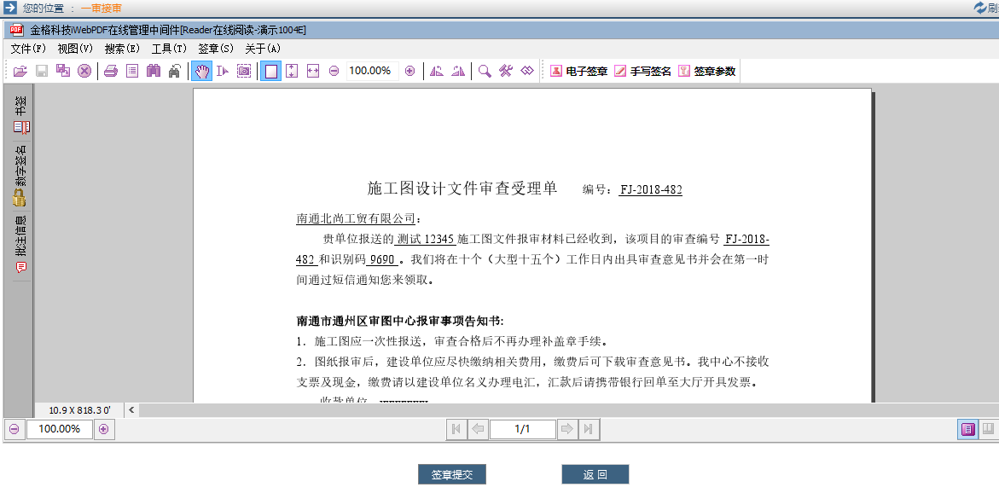 您的位置 ： 一审接审
刷
金格科技iWebPDF在线管理中间件[Reader在线阅读-演示1004E]
文件(F) 视图(V) 搜索(E) 工具(T) 签章(S) 关于(A)
100.00% 电子签章 手写签名 签章参数
书签
数字签名
批注信息
施工图设计文件审查受理单 编号： FJ-2018-482
南通北尚工贸有限公司：
贵单位报送的 测试 12345 施工图文件报审材料已经收到，该项目的审查编号 FJ-2018-
482 和识别码 9690 。我们将在十个（大型十五个）工作日内出具审查意见书并会在第一时
间通过短信通知您来领取。
南通市通州区审图中心报审事项告知书:
1．施工图应一次性报送，审查合格后不再办理补盖章手续。
2．图纸报审后，建设单位应尽快缴纳相关费用，缴费后可下载审查意见书。我中心不接收
支票及现金，缴费请以建设单位名义办理电汇，汇款后请携带银行回单至大厅开具发票。
收款单位
10.9 X 818.3 0'
100.00% 1/1
签章提交 返 回